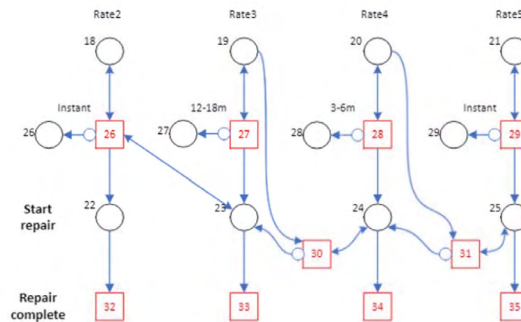 Rate2 Rate3 Rate4 Rate5
18 19 20 21
Instant 12-18m 3-6m Instant
26 26 27 27 28 28 29 29
22 23 24 25
Start
repair
30 31
Repair
complete
32 33 34 35